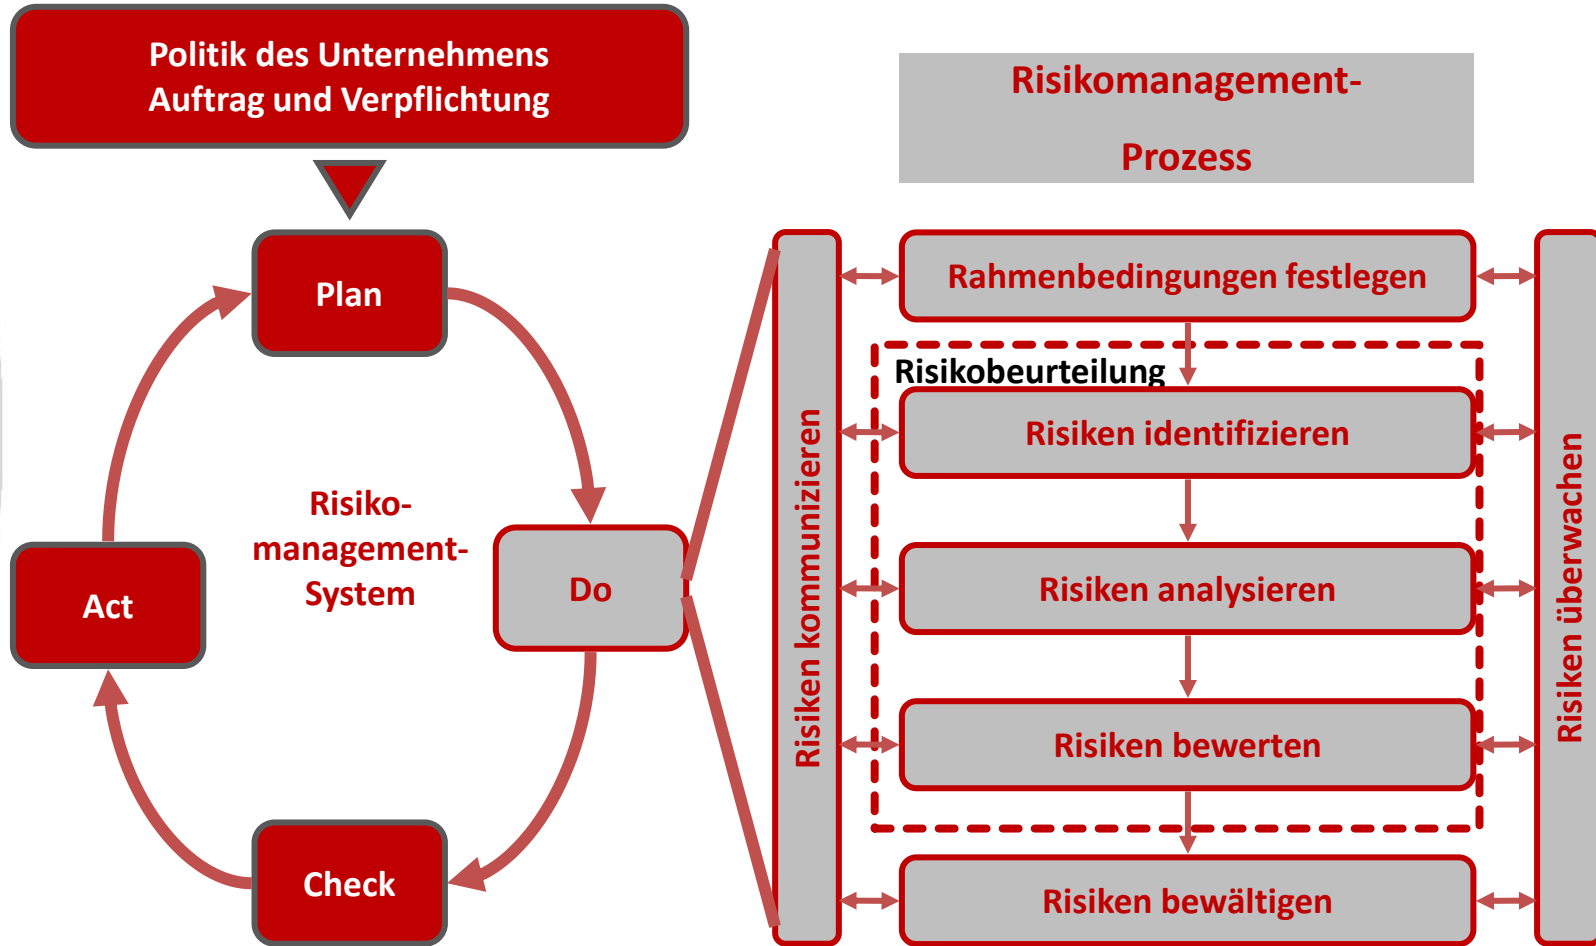 Politik des Unternehmens
Auftrag und Verpflichtung
Plan
Do
Check
Act
Risiko-
management-
System
Risikomanagement-
Prozess
Risiken kommunizieren
Rahmenbedingungen festlegen
Risikobeurteilung
Risiken identifizieren
Risiken analysieren
Risiken bewerten
Risiken bewältigen
Risiken überwachen